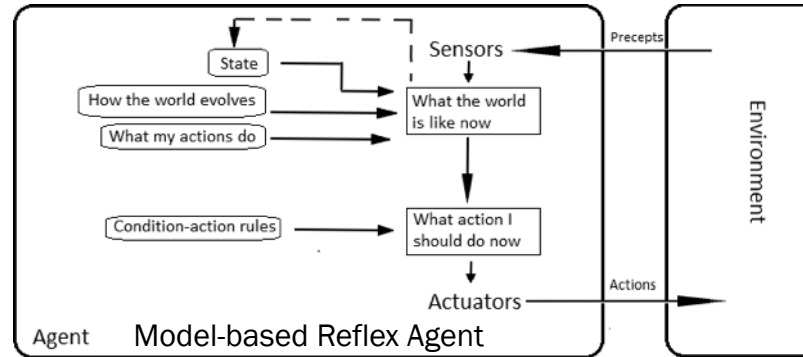 Precepts
Sensors
State
How the world evolves
What the world
is like now
What my actions do
Environment
Condition-action rules
What action I
should do now
Actions
Actuators
Agent
Model-based Reflex Agent